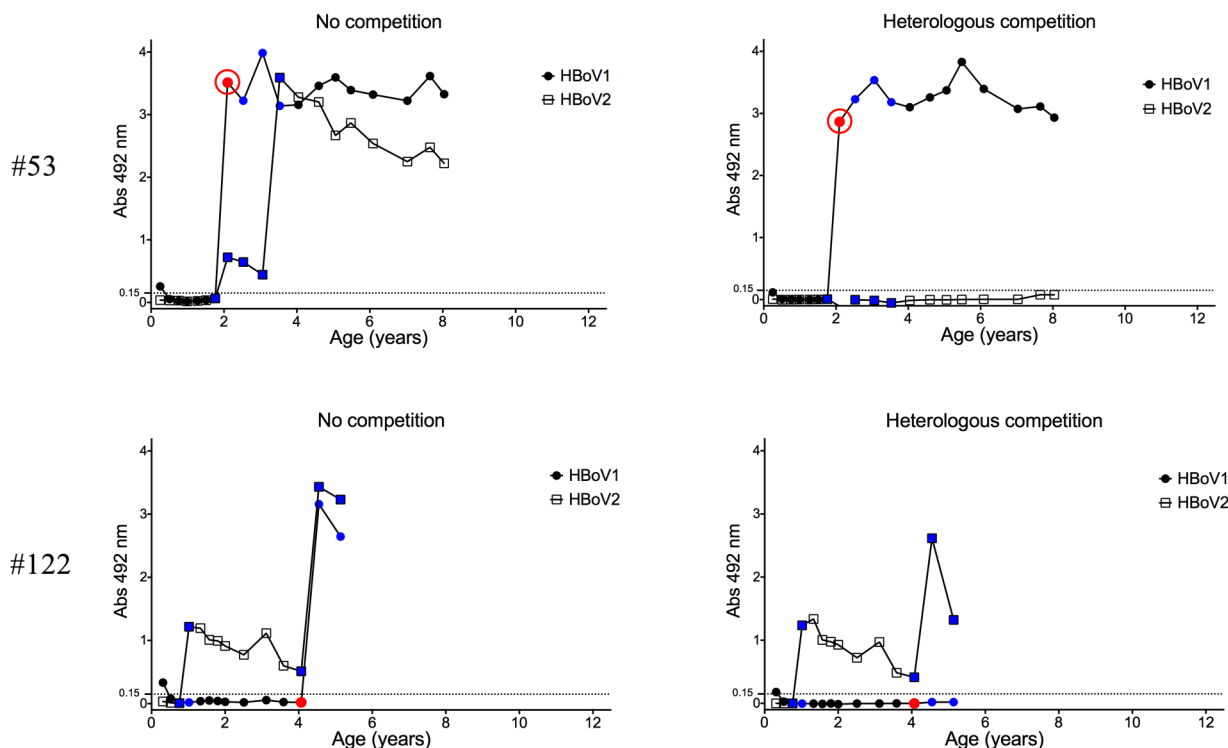 No competition
4
3
2
1
0.15
0
0 2 4 6 8 10 12
Abs 492 nm
Age (years)
HBoV1
HBoV2
#53
Heterologous competition
4
3
2
1
0.15
0
0 2 4 6 8 10 12
Abs 492 nm
Age (years)
HBoV1
HBoV2
No competition
4
3
2
1
0.15
0
0 2 4 6 8 10 12
Abs 492 nm
Age (years)
HBoV1
HBoV2
#122
Heterologous competition
4
3
2
1
0.15
0
0 2 4 6 8 10 12
Abs 492 nm
Age (years)
HBoV1
HBoV2